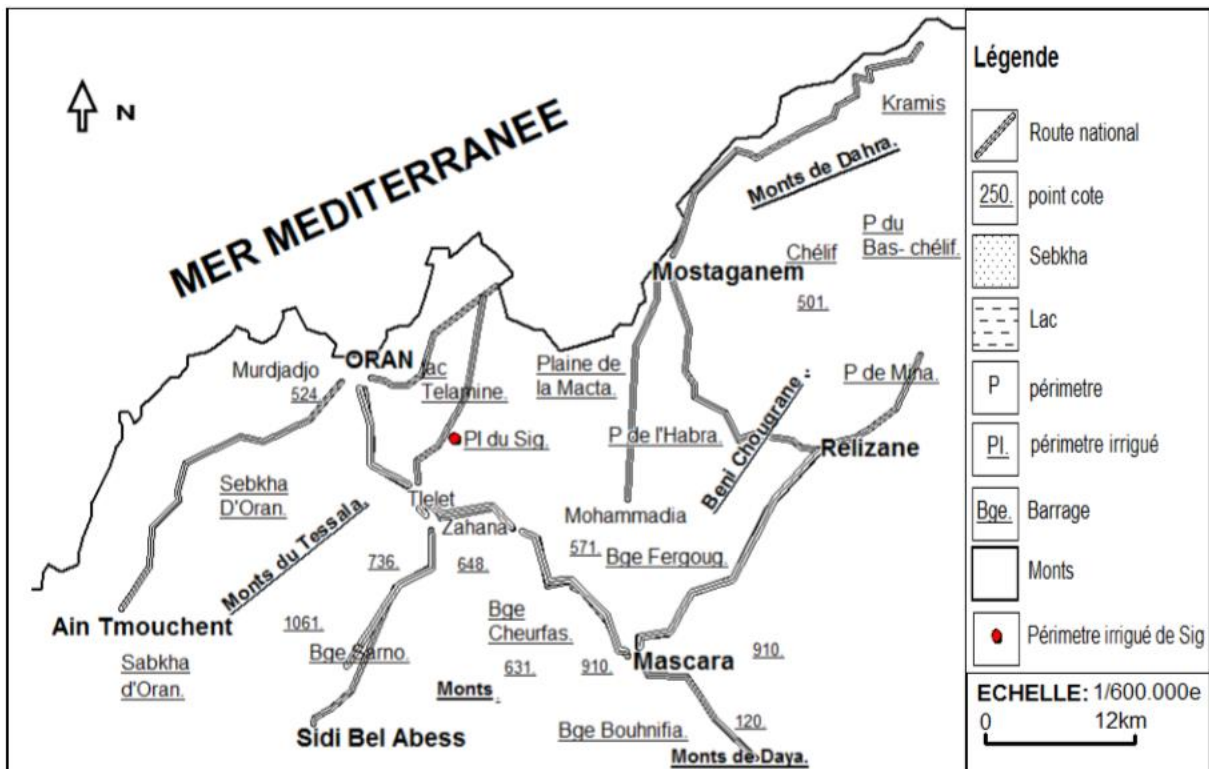 N
MER MEDITERRANEE
Kramis
Monts de Dahra.
P du
Bas- chélif.
Chélif
Mostaganem
501.
Murdjadjo
ORAN
524
lac
Telamine.
Plaine de
la Macta.
P de Mina.
PI du Sig.
P de l'Habra.
Beni Chougrane.
Relizane
Sebkha
D'Oran.
Tlelet
Zahana
Mohammadia
Monts du Tessala.
736.
648.
571.
Bge Fergoug.
Ain Tmouchent
1061.
Bge Sarno.
Bge
Cheurfas.
Sabkha
d'Oran.
631.
910.
Mascara
910.
Monts.
Sidi Bel Abess
Bge Bouhnifia.
120.
Monts de Daya.
Légende
Route national
250. point cote
Sebkha
Lac
P périmetre
PI. périmetre irrigué
Bge. Barrage
Monts
Périmetre irrigué de Sig
ECHELLE: 1/600.000e
0 12km